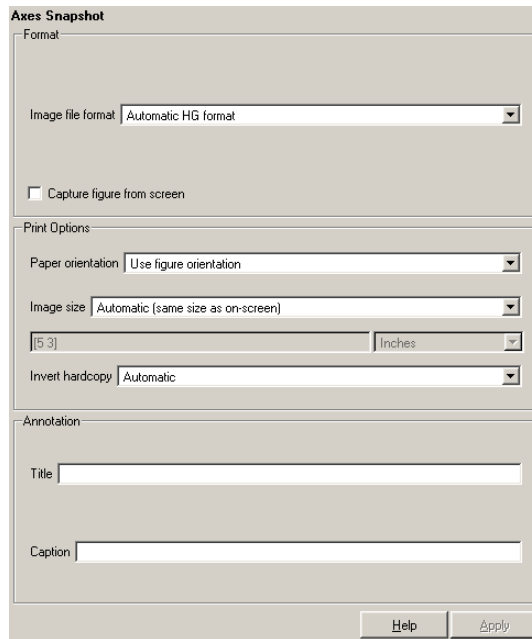 Axes Snapshot
Format
Image file format Automatic HG format
Capture figure from screen
Print Options
Paper orientation Use figure orientation
Image size Automatic (same size as on-screen)
[5 3] Inches
Invert hardcopy Automatic
Annotation
Title
Caption
Help Apply